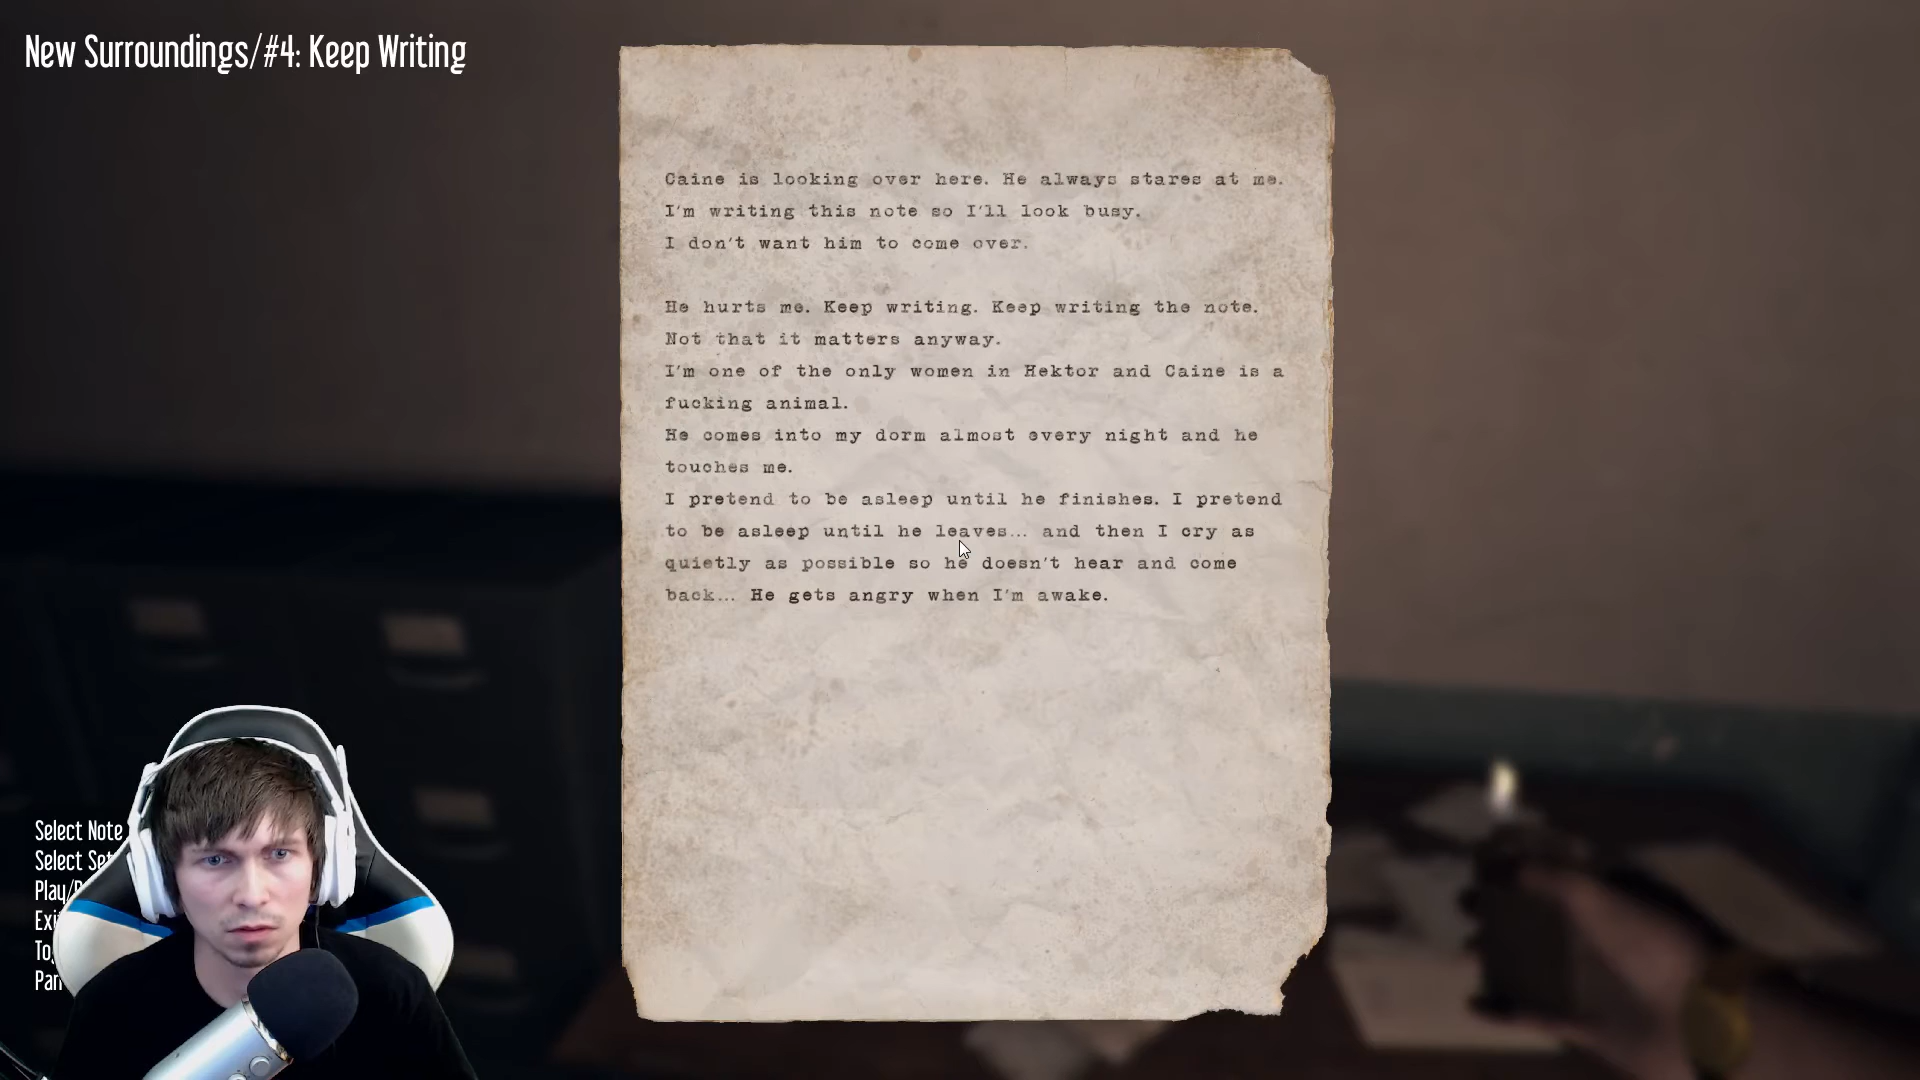 New Surroundings/#4: Keep Writing
Caine is looking over here. He always stares at me.
I'm writing this note so I'll look busy.
I don't want him to come over.
He hurts me. Keep writing. Keep writing the note.
Not that it matters anyway.
I'm one of the only women in Hektor and Caine is a
fucking animal.
He comes into my dorm almost every night and he
touches me.
I pretend to be asleep until he finishes. I pretend
to be asleep until he leaves... and then I cry as
quietly as possible so he doesn't hear and come
back... He gets angry when I'm awake.
Select Note
Select
Play/